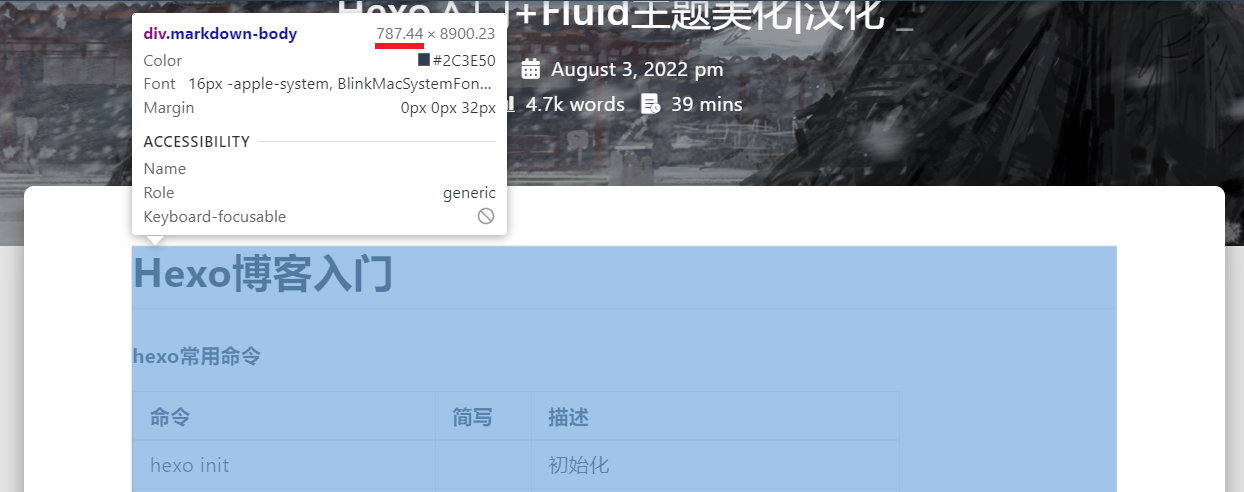 Hexo入门+Fluid主题美化|汉化 _
div.markdown-body 787.44 × 8900.23
Color #2C3E50
Font 16px -apple-system, BlinkMacSystemFon...
Margin 0px 0px 32px
ACCESSIBILITY
Name
Role generic
Keyboard-focusable
August 3, 2022 pm
4.7k words 39 mins
Hexo博客入门
hexo常用命令
命令 简写 描述
hexo init 初始化